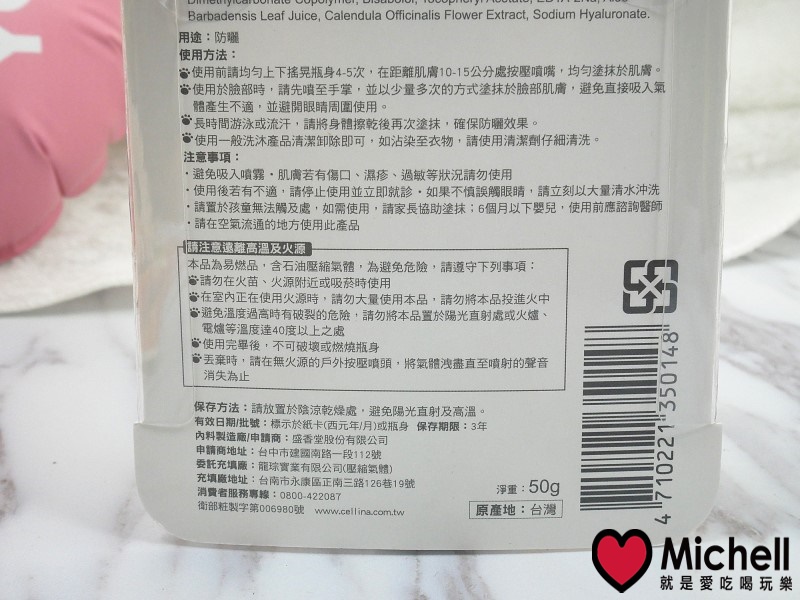 Dimethylcarbonate Copolymer, Bisabolol, Tocopheryl Acetate, EDTA-2Na, Aloe
Barbadensis Leaf Juice, Calendula Officinalis Flower Extract, Sodium Hyaluronate.
用途：防曬
使用方法：
使用前請均勻上下搖晃瓶身4-5次，在距離肌膚10-15公分處按壓噴嘴，均勻塗抹於肌膚。
使用於臉部時，請先噴至手掌，並以少量多次的方式塗抹於臉部肌膚，避免直接吸入氣
體產生不適，並避開眼睛周圍使用。
長時間游泳或流汗，請將身體擦乾後再次塗抹，確保防曬效果。
使用一般洗沐產品清潔卸除即可，如沾染至衣物，請使用清潔劑仔細清洗。
注意事項：
・避免吸入噴霧・肌膚若有傷口、濕疹、過敏等狀況請勿使用
・使用後若有不適，請停止使用並立即就診・如果不慎誤觸眼睛，請立刻以大量清水沖洗
・請置於孩童無法觸及處，如需使用，請家長協助塗抹；6個月以下嬰兒，使用前應諮詢醫師
・請在空氣流通的地方使用此產品
請注意遠離高溫及火源
本品為易燃品，含石油壓縮氣體，為避免危險，請遵守下列事項：
請勿在火苗、火源附近或吸菸時使用
在室內正在使用火源時，請勿大量使用本品，請勿將本品投進火中
避免溫度過高時有破裂的危險，請勿將本品置於陽光直射處或火爐、
電爐等溫度達40度以上之處
使用完畢後，不可破壞或燃燒瓶身
丟棄時，請在無火源的戶外按壓噴頭，將氣體洩盡直至噴射的聲音
消失為止
保存方法：請放置於陰涼乾燥處，避免陽光直射及高溫。
有效日期/批號：標示於紙卡(西元年/月)或瓶身 保存期限：3年
內料製造廠/申請商：盛香堂股份有限公司
申請商地址：台中市建國南路一段112號
委託充填廠：龍琮實業有限公司(壓縮氣體)
充填廠地址：台南市永康區正南三路126巷19號
消費者服務專線：0800-422087
衛部粧製字第006980號 www.cellina.com.tw
淨重：50g
原產地：台灣
4 710221 350148
Michell
就是愛吃喝玩樂